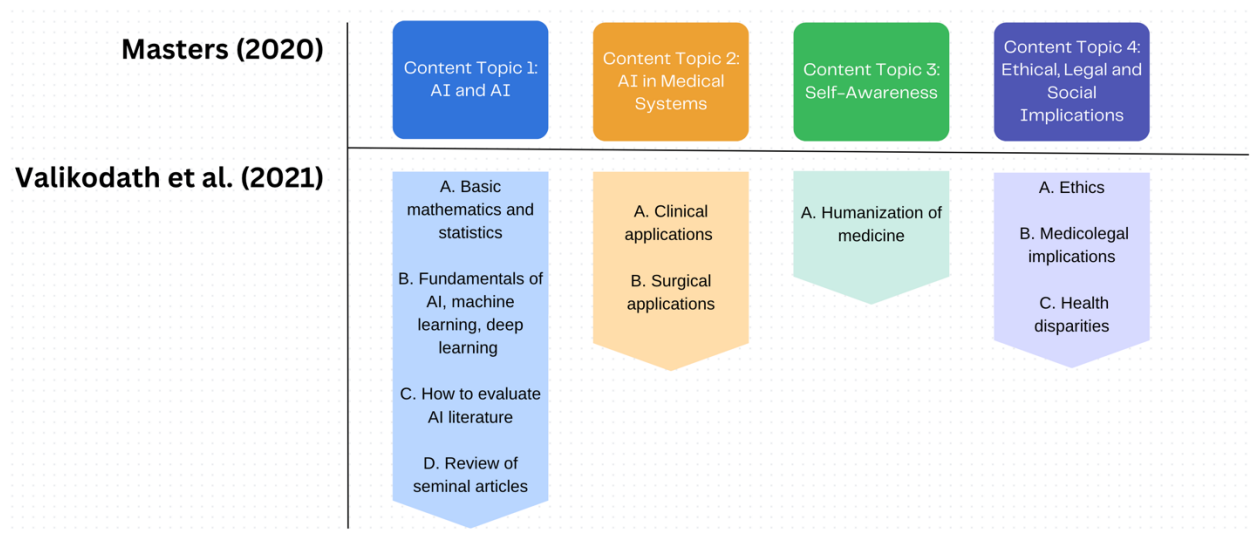 Masters (2020)
Content Topic 1:
AI and AI
Content Topic 2:
AI in Medical
Systems
Content Topic 3:
Self-Awareness
Content Topic 4:
Ethical, Legal and
Social
Implications
Valikodath et al. (2021)
A. Basic
mathematics and
statistics
B. Fundamentals of
AI, machine
learning, deep
learning
C. How to evaluate
AI literature
D. Review of
seminal articles
A. Clinical
applications
B. Surgical
applications
A. Humanization of
medicine
A. Ethics
B. Medicolegal
implications
C. Health
disparities